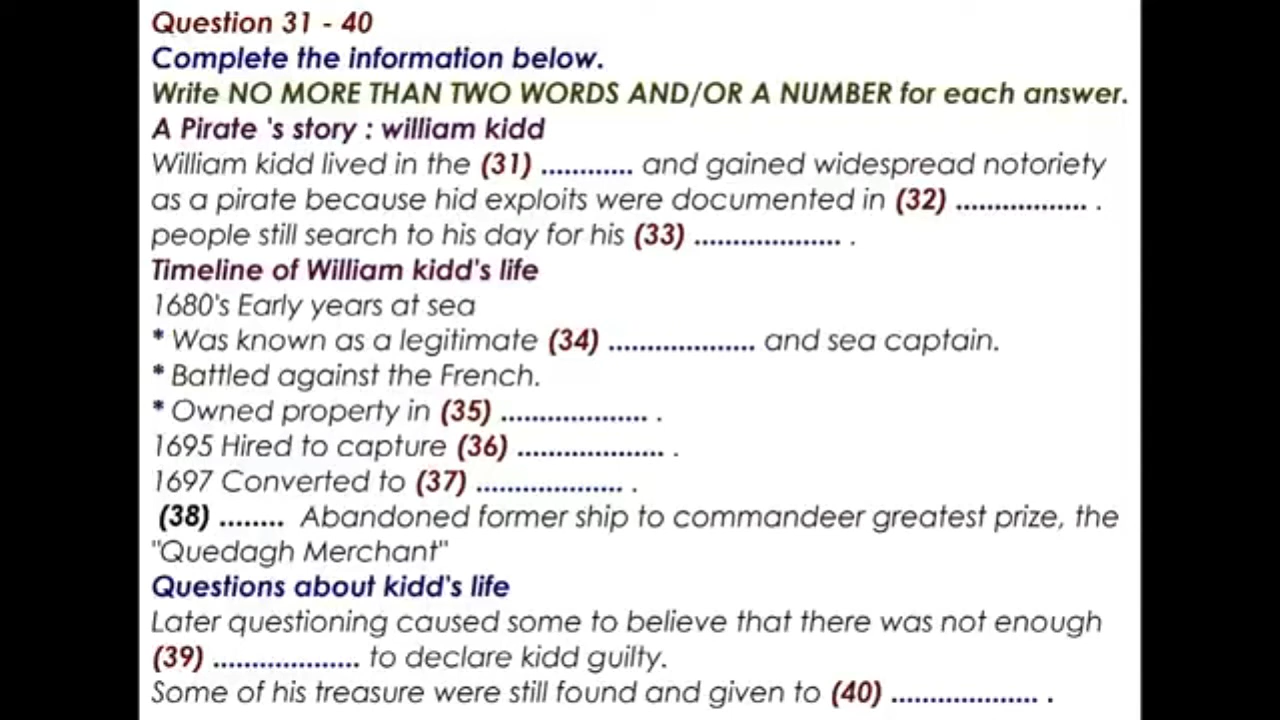 Question 31 - 40
Complete the information below.
Write NO MORE THAN TWO WORDS AND/OR A NUMBER for each answer.
A Pirate 's story : william kidd
William kidd lived in the (31) ............ and gained widespread notoriety
as a pirate because hid exploits were documented in (32) ................. .
people still search to his day for his (33) ................... .
Timeline of William kidd's life
1680's Early years at sea
* Was known as a legitimate (34) ................... and sea captain.
* Battled against the French.
* Owned property in (35) ................... .
1695 Hired to capture (36) ................... .
1697 Converted to (37) ................... .
(38) ........ Abandoned former ship to commandeer greatest prize, the
"Quedagh Merchant"
Questions about kidd's life
Later questioning caused some to believe that there was not enough
(39) ................... to declare kidd guilty.
Some of his treasure were still found and given to (40) ................... .